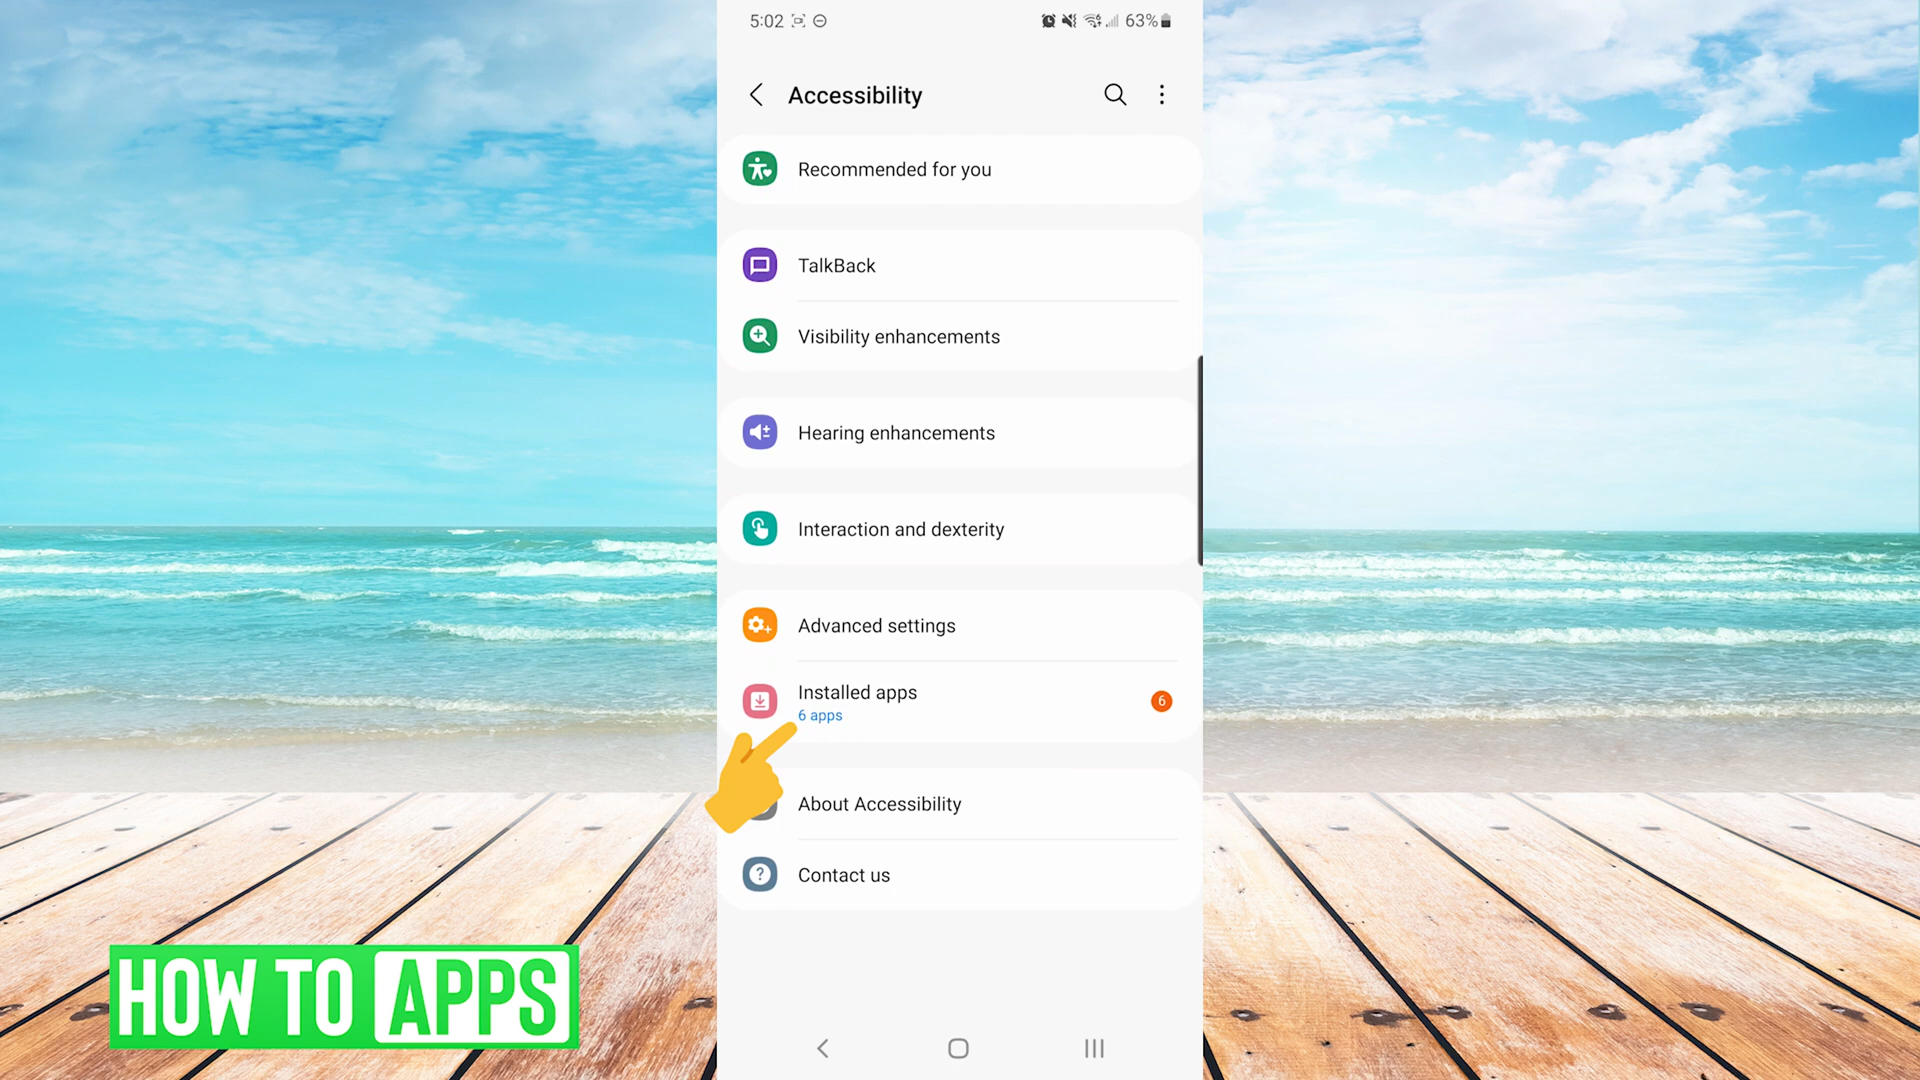 5:02
63%
Accessibility
Recommended for you
TalkBack
Visibility enhancements
Hearing enhancements
Interaction and dexterity
Advanced settings
Installed apps
6 apps
6
About Accessibility
Contact us
HOW TO APPS